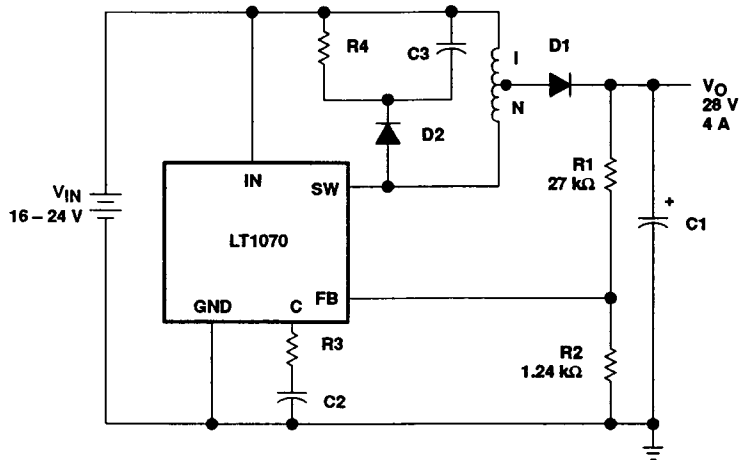 R4
C3
I
D1
N
VO
28 V
4 A
D2
IN
SW
R1
27 kΩ
VIN
16 – 24 V
LT1070
+
C1
GND
C
FB
R3
R2
1.24 kΩ
C2